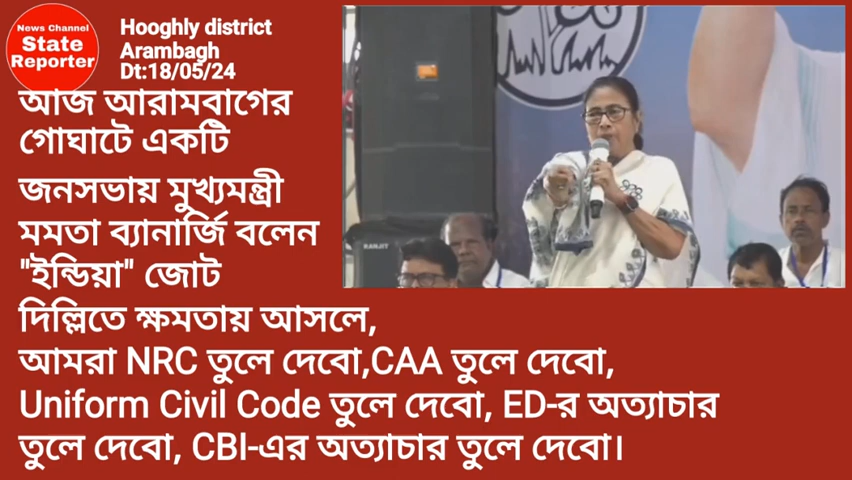 News Channel
State
Reporter
Hooghly district
Arambagh
Dt:18/05/24
আজ আরামবাগের
গোঘাটে একটি
জনসভায় মুখ্যমন্ত্রী
মমতা ব্যানার্জি বলেন
"ইন্ডিয়া" জোট
দিল্লিতে ক্ষমতায় আসলে,
আমরা NRC তুলে দেবো,CAA তুলে দেবো,
Uniform Civil Code তুলে দেবো, ED-র অত্যাচার
তুলে দেবো, CBI-এর অত্যাচার তুলে দেবো।
RANJIT